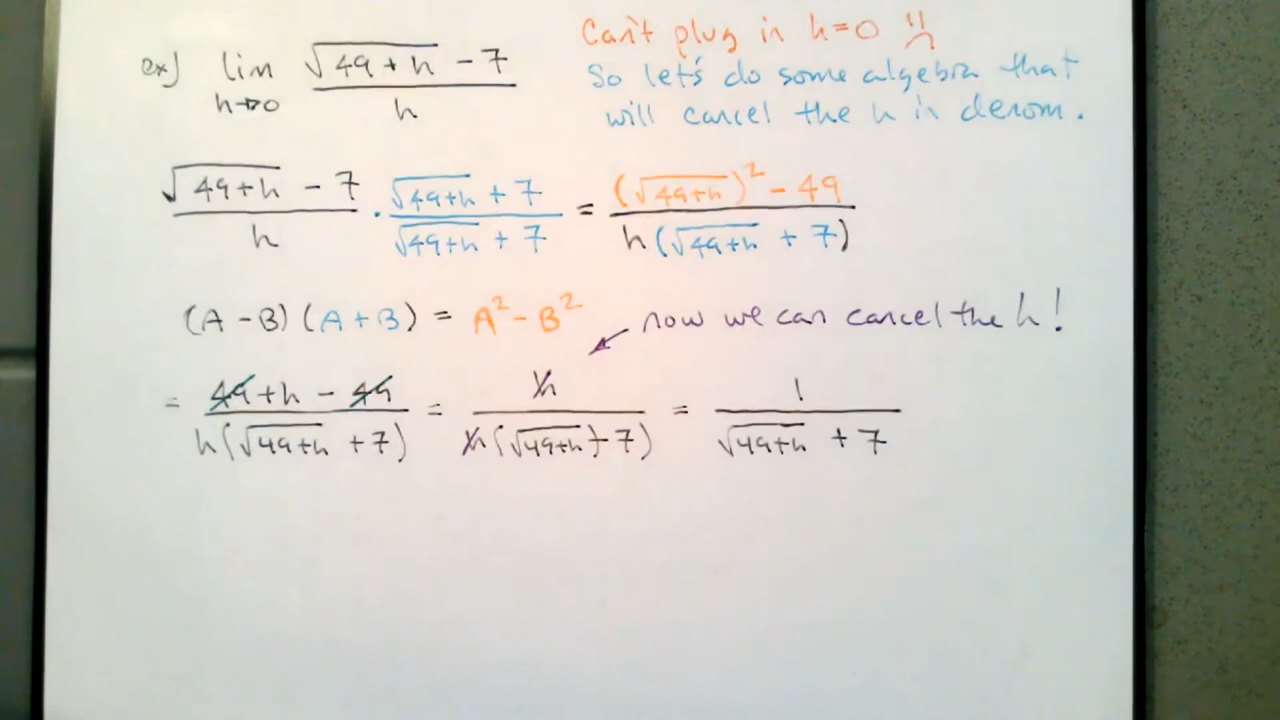 ex) lim h→0 (√(49+h) - 7)/h
Can't plug in h=0 :(
So let's do some algebra that
will cancel the h in denom.
(√(49+h) - 7)/h · (√(49+h) + 7)/(√(49+h) + 7) = ((√(49+h))² - 49)/(h(√(49+h) + 7))
(A - B)(A + B) = A² - B²
now we can cancel the h!
= (49+h - 49)/(h(√(49+h) + 7)) = h/(h(√(49+h) + 7)) = 1/(√(49+h) + 7)